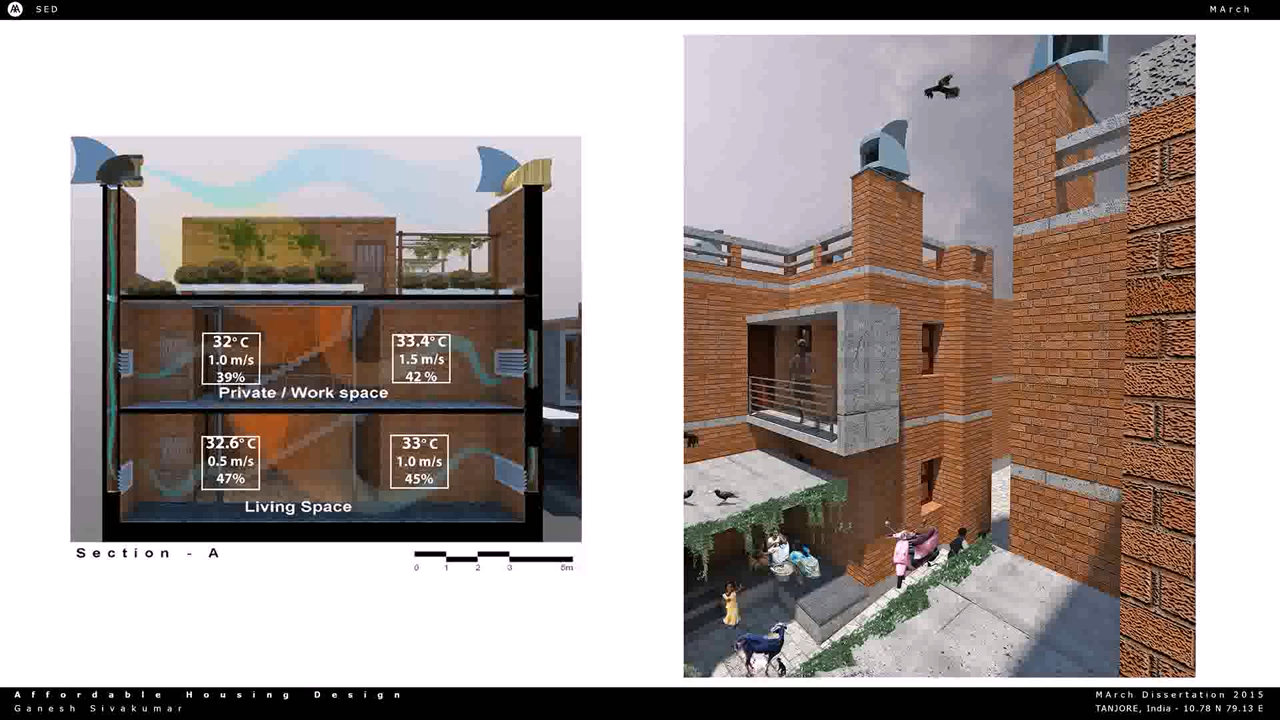 AA SED
MArch
32° C
1.0 m/s
39%
33.4° C
1.5 m/s
42 %
Private / Work space
32.6° C
0.5 m/s
47%
33° C
1.0 m/s
45%
Living Space
Section - A
0 1 2 3 5m
Affordable Housing Design
Ganesh Sivakumar
MArch Dissertation 2015
TANJORE, India - 10.78 N 79.13 E